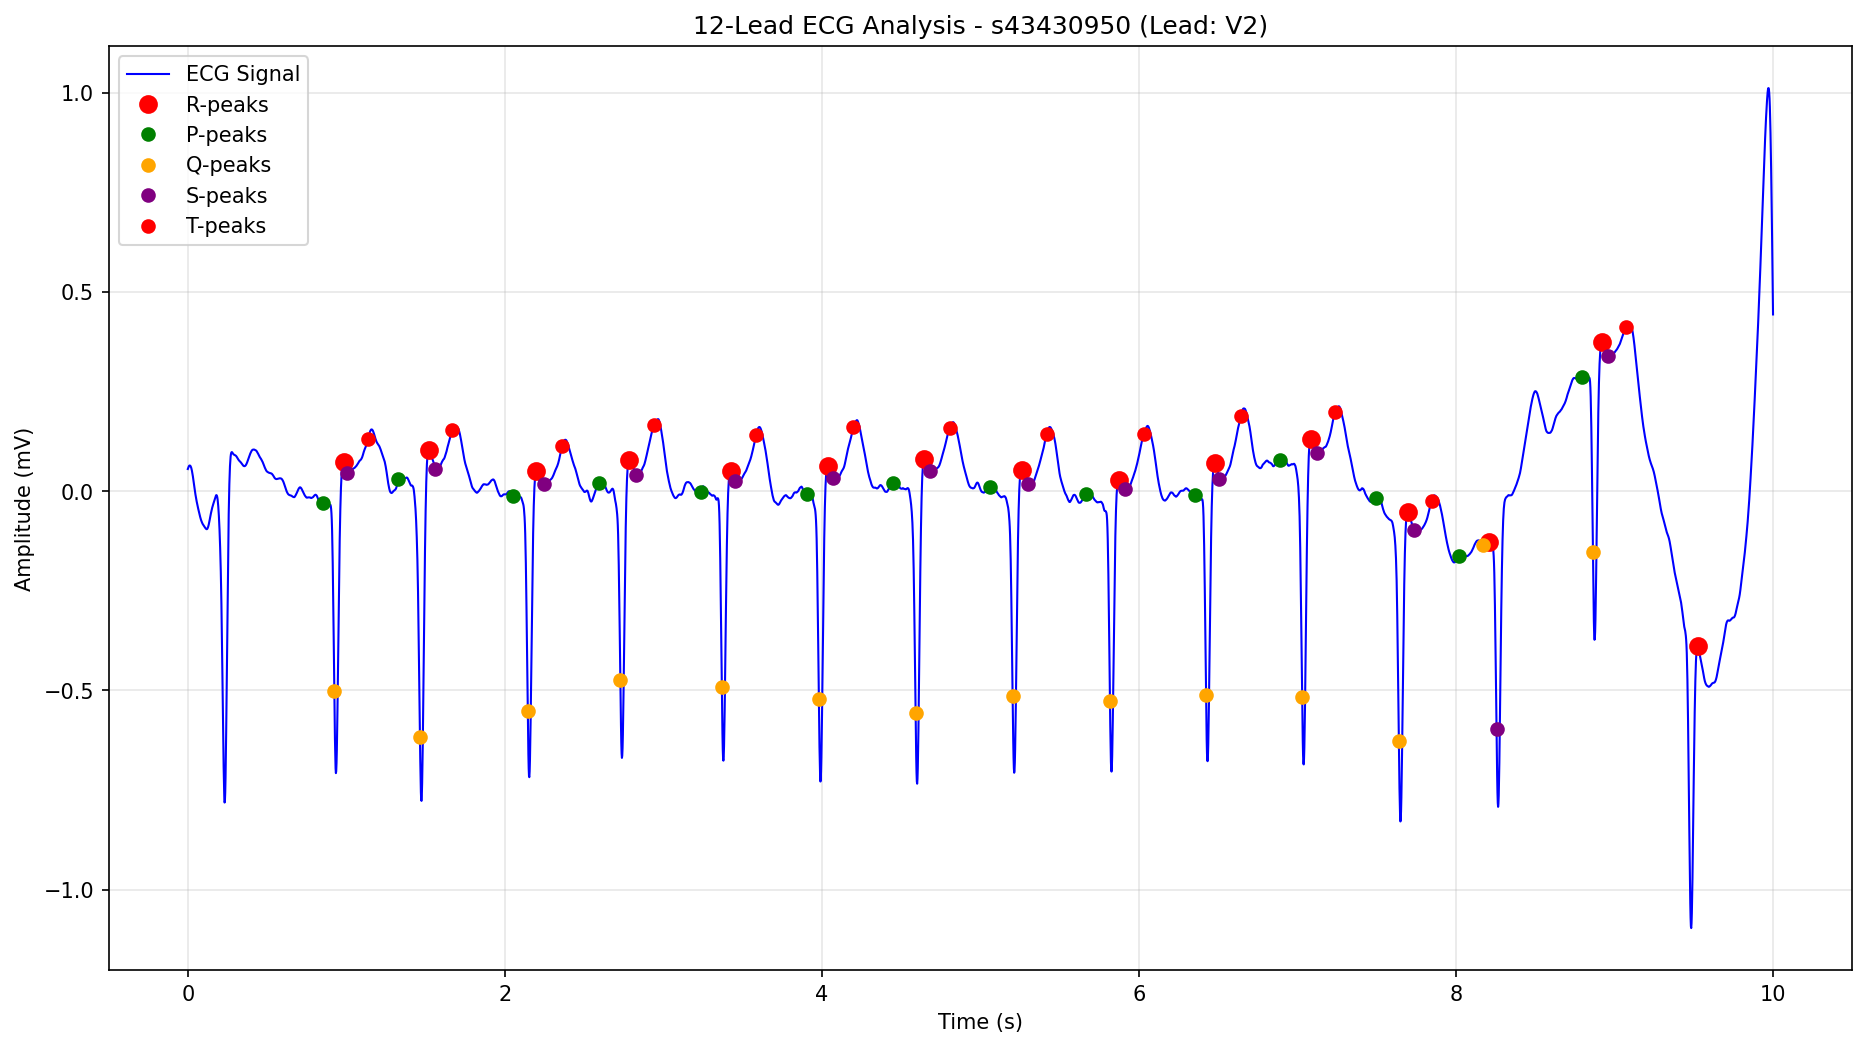 12-Lead ECG Analysis - s43430950 (Lead: V2)
ECG Signal
R-peaks
P-peaks
Q-peaks
S-peaks
T-peaks
1.0
0.5
0.0
−0.5
−1.0
Amplitude (mV)
0 2 4 6 8 10
Time (s)